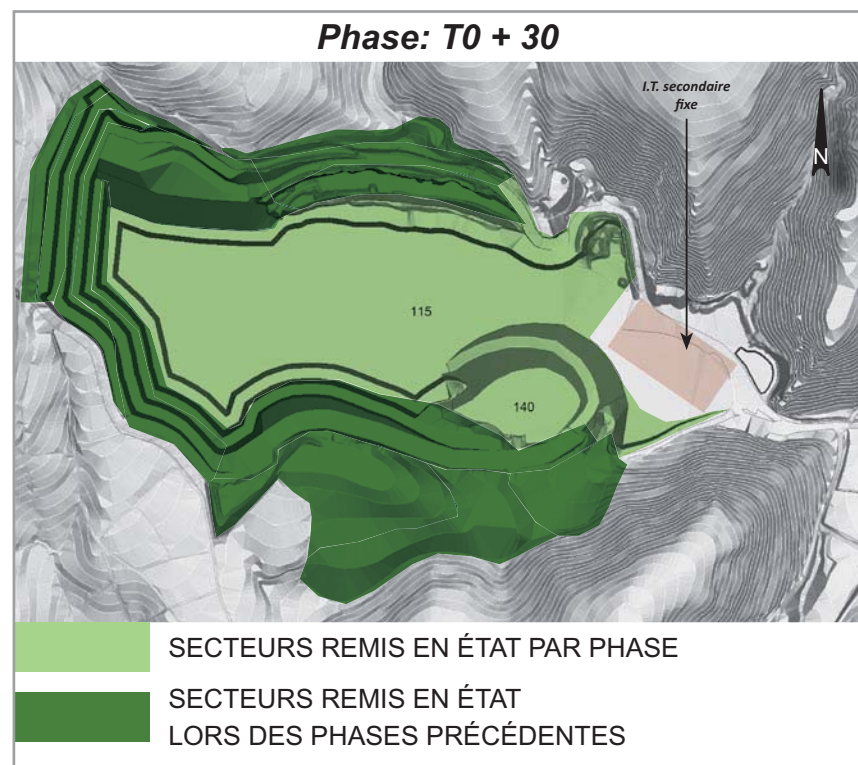 Phase: T0 + 30
I.T. secondaire
fixe
N
115
140
SECTEURS REMIS EN ÉTAT PAR PHASE
SECTEURS REMIS EN ÉTAT
LORS DES PHASES PRÉCÉDENTES